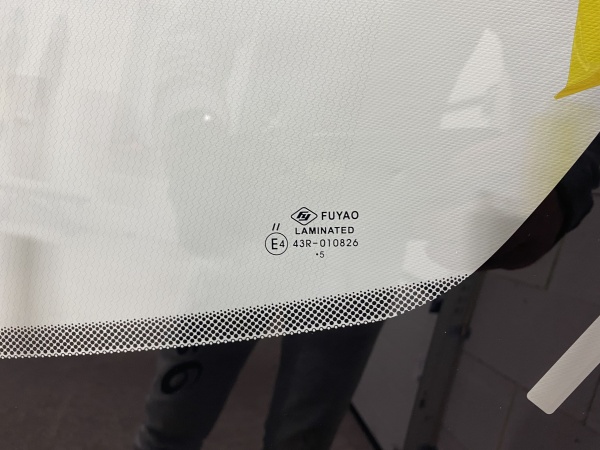 FUYAO
LAMINATED
II
E4 43R-010826
•5